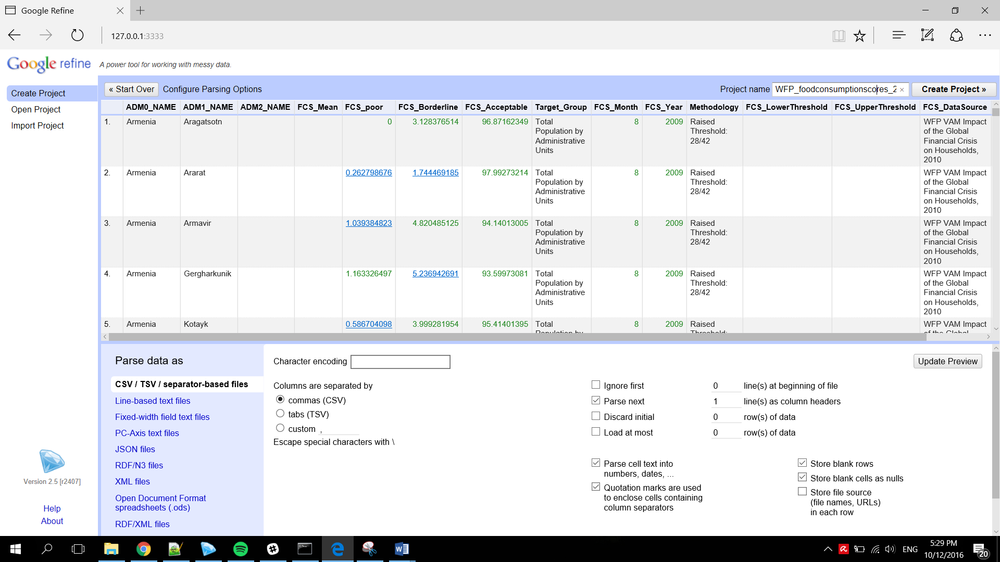 Google Refine
127.0.0.1:3333
Google refine A power tool for working with messy data.
Create Project
Open Project
Import Project
« Start Over Configure Parsing Options Project name WFP_foodconsumptionscores_2 × Create Project »
ADM0_NAME ADM1_NAME ADM2_NAME FCS_Mean FCS_poor FCS_Borderline FCS_Acceptable Target_Group FCS_Month FCS_Year Methodology FCS_LowerThreshold FCS_UpperThreshold FCS_DataSource
1. Armenia Aragatsotn 0 3.128376514 96.87162349 Total 8 2009 Raised WFP VAM Impact
Population by Threshold: of the Global
Administrative 28/42 Financial Crisis
Units on Households,
2010
2. Armenia Ararat 0.262798676 1.744469185 97.99273214 Total 8 2009 Raised WFP VAM Impact
Population by Threshold: of the Global
Administrative 28/42 Financial Crisis
Units on Households,
2010
3. Armenia Armavir 1.039384823 4.820485125 94.14013005 Total 8 2009 Raised WFP VAM Impact
Population by Threshold: of the Global
Administrative 28/42 Financial Crisis
Units on Households,
2010
4. Armenia Gergharkunik 1.163326497 5.236942691 93.59973081 Total 8 2009 Raised WFP VAM Impact
Population by Threshold: of the Global
Administrative 28/42 Financial Crisis
Units on Households,
2010
5. Armenia Kotayk 0.586704098 3.999281954 95.41401395 Total 8 2009 Raised WFP VAM Impact
Population by Threshold: of the Global
Parse data as
CSV / TSV / separator-based files
Line-based text files
Fixed-width field text files
PC-Axis text files
JSON files
RDF/N3 files
XML files
Open Document Format
spreadsheets (.ods)
RDF/XML files
Character encoding
Update Preview
Columns are separated by
commas (CSV)
tabs (TSV)
custom ,
Escape special characters with \
Ignore first 0 line(s) at beginning of file
Parse next 1 line(s) as column headers
Discard initial 0 row(s) of data
Load at most 0 row(s) of data
Parse cell text into
numbers, dates, ...
Quotation marks are used
to enclose cells containing
column separators
Store blank rows
Store blank cells as nulls
Store file source
(file names, URLs)
in each row
Version 2.5 [r2407]
Help
About
ENG
5:29 PM
10/12/2016
20